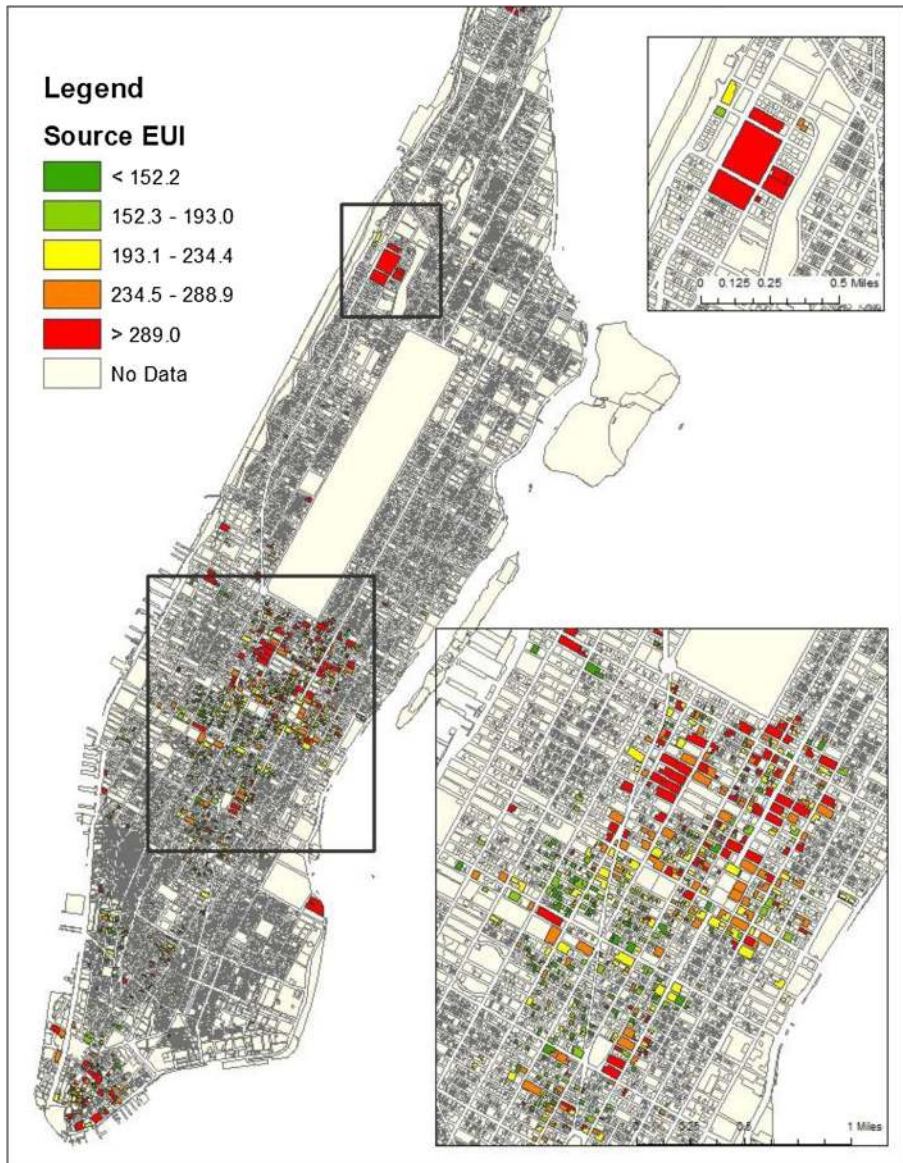 Legend
Source EUI
< 152.2
152.3 - 193.0
193.1 - 234.4
234.5 - 288.9
> 289.0
No Data
0 0.125 0.25 0.5 Miles
0 0.25 0.5 1 Miles